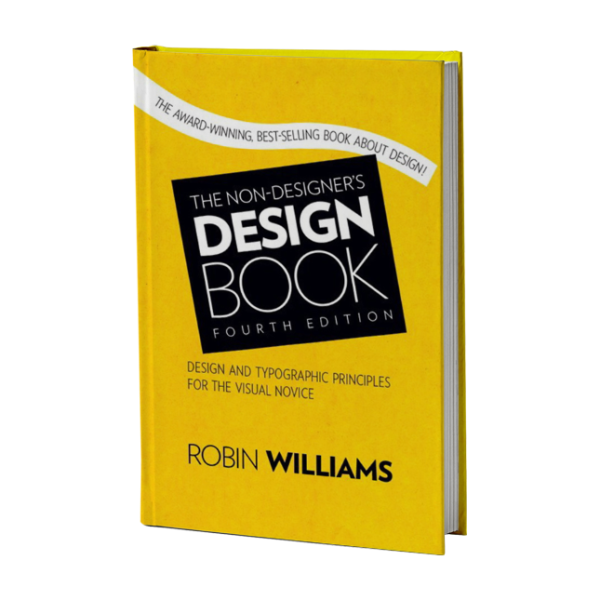 THE AWARD-WINNING, BEST-SELLING BOOK ABOUT DESIGN!
THE NON-DESIGNER'S
DESIGN
BOOK
FOURTH EDITION
DESIGN AND TYPOGRAPHIC PRINCIPLES
FOR THE VISUAL NOVICE
ROBIN WILLIAMS